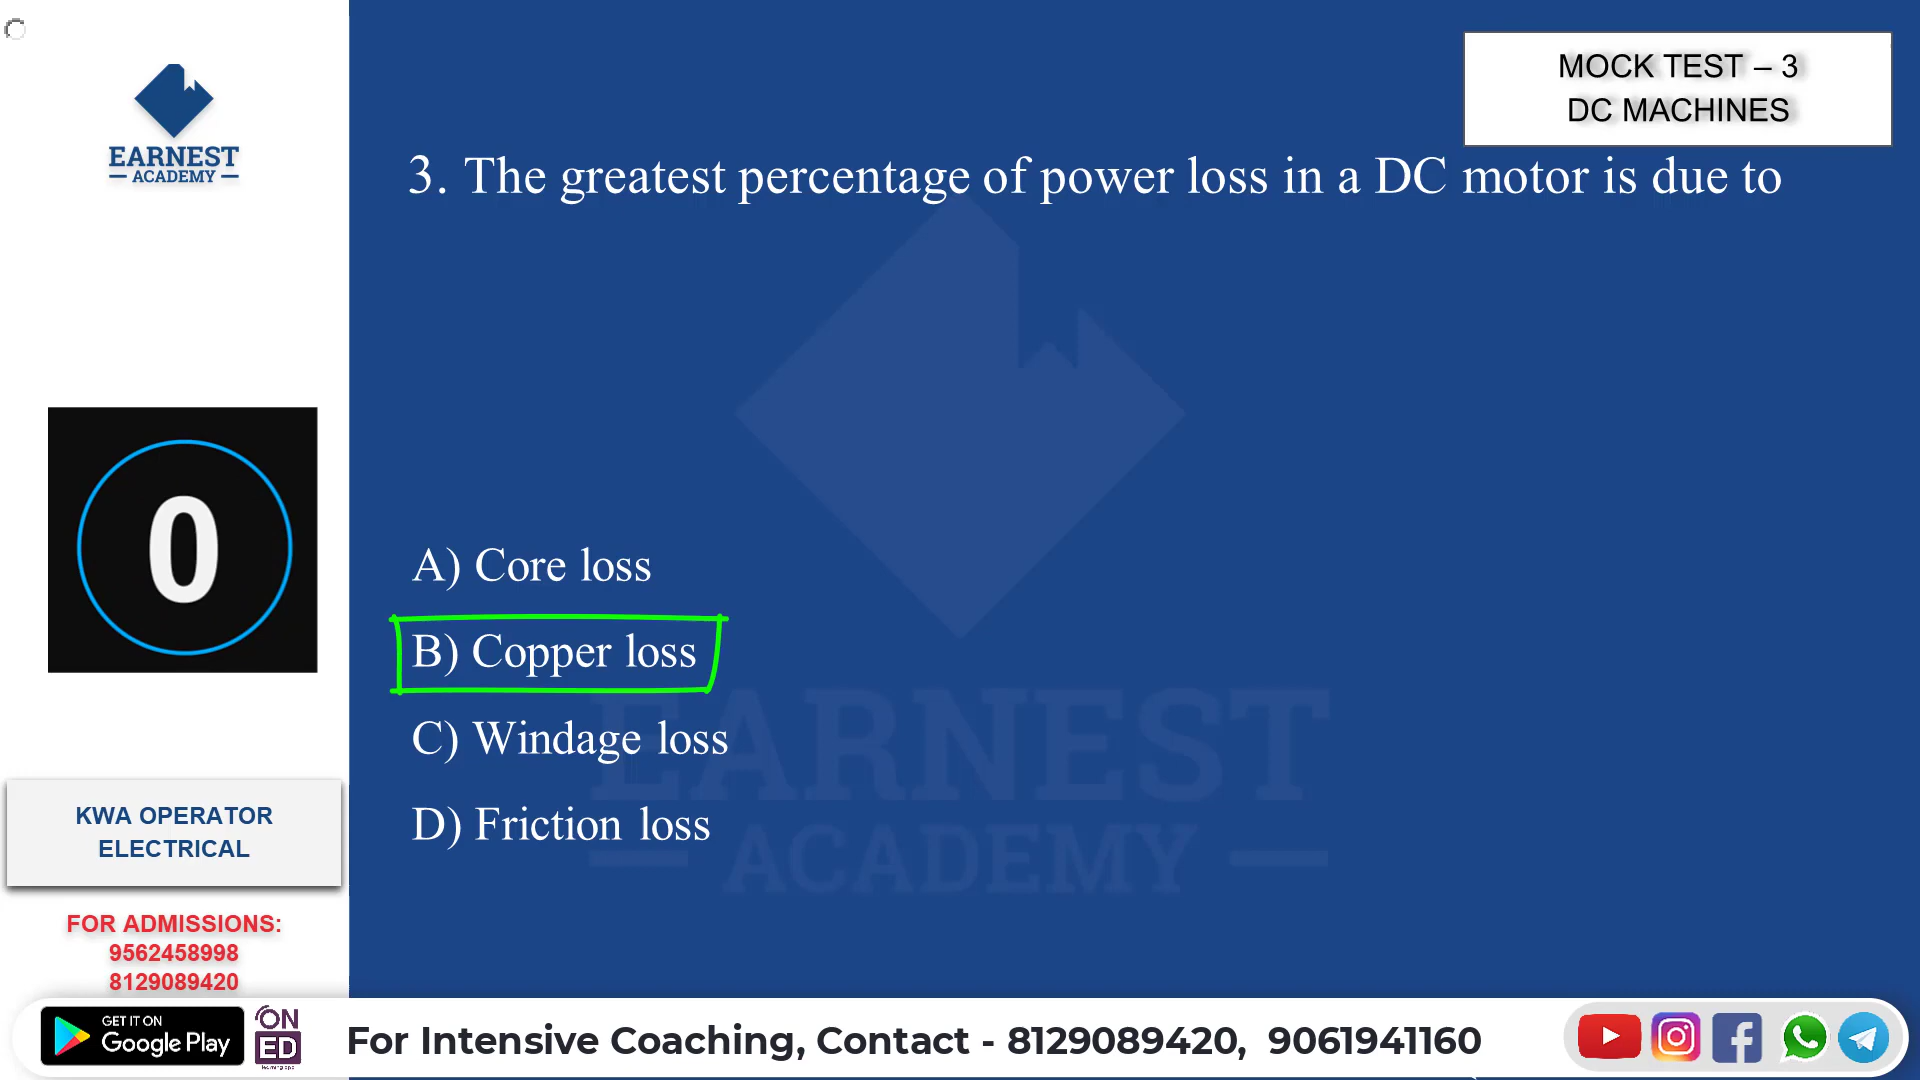 MOCK TEST – 3
DC MACHINES
EARNEST
ACADEMY
3. The greatest percentage of power loss in a DC motor is due to
0
A) Core loss
B) Copper loss
C) Windage loss
D) Friction loss
EARNEST
ACADEMY
KWA OPERATOR
ELECTRICAL
FOR ADMISSIONS:
9562458998
8129089420
GET IT ON
Google Play
ON
ED
learning app
For Intensive Coaching, Contact - 8129089420, 9061941160